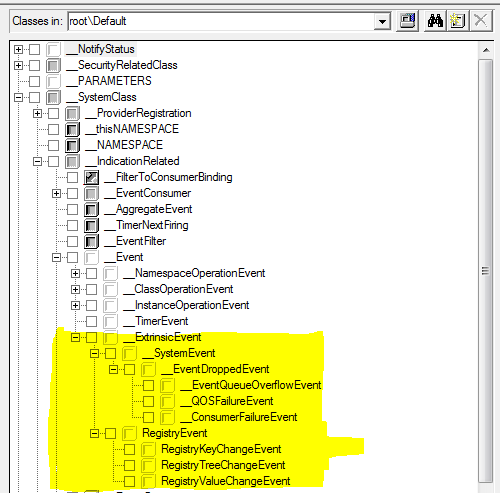 Classes in: root\Default
__NotifyStatus
__SecurityRelatedClass
__PARAMETERS
__SystemClass
__ProviderRegistration
__thisNAMESPACE
__NAMESPACE
__IndicationRelated
__FilterToConsumerBinding
__EventConsumer
__AggregateEvent
__TimerNextFiring
__EventFilter
__Event
__NamespaceOperationEvent
__ClassOperationEvent
__InstanceOperationEvent
__TimerEvent
__ExtrinsicEvent
__SystemEvent
__EventDroppedEvent
__EventQueueOverflowEvent
__QOSFailureEvent
__ConsumerFailureEvent
RegistryEvent
RegistryKeyChangeEvent
RegistryTreeChangeEvent
RegistryValueChangeEvent